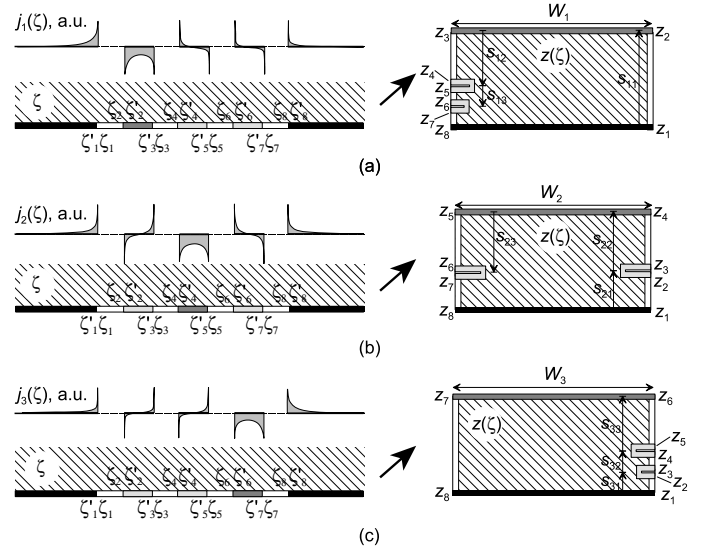 j₁(ζ), a.u.
W₁
z₃
z₂
z(ζ)
s₁₂
s₁₁
z₄
z₅
s₁₃
z₆
z₇
z₈
z₁
ζ
ζ₂ ζ'₂ ζ₄ ζ'₄ ζ₆ ζ'₆ ζ₈ ζ'₈
ζ'₁ ζ₁ ζ'₃ ζ₃ ζ'₅ ζ₅ ζ'₇ ζ₇
(a)
j₂(ζ), a.u.
W₂
z₅
z₄
z(ζ)
s₂₃
s₂₂
z₆
z₃
z₇
z₂
s₂₁
z₈
z₁
ζ
ζ₂ ζ'₂ ζ₄ ζ'₄ ζ₆ ζ'₆ ζ₈ ζ'₈
ζ'₁ ζ₁ ζ'₃ ζ₃ ζ'₅ ζ₅ ζ'₇ ζ₇
(b)
j₃(ζ), a.u.
W₃
z₇
z₆
z(ζ)
s₃₃
z₅
z₄
s₃₂
z₃
s₃₁
z₂
z₈
z₁
ζ
ζ₂ ζ'₂ ζ₄ ζ'₄ ζ₆ ζ'₆ ζ₈ ζ'₈
ζ'₁ ζ₁ ζ'₃ ζ₃ ζ'₅ ζ₅ ζ'₇ ζ₇
(c)